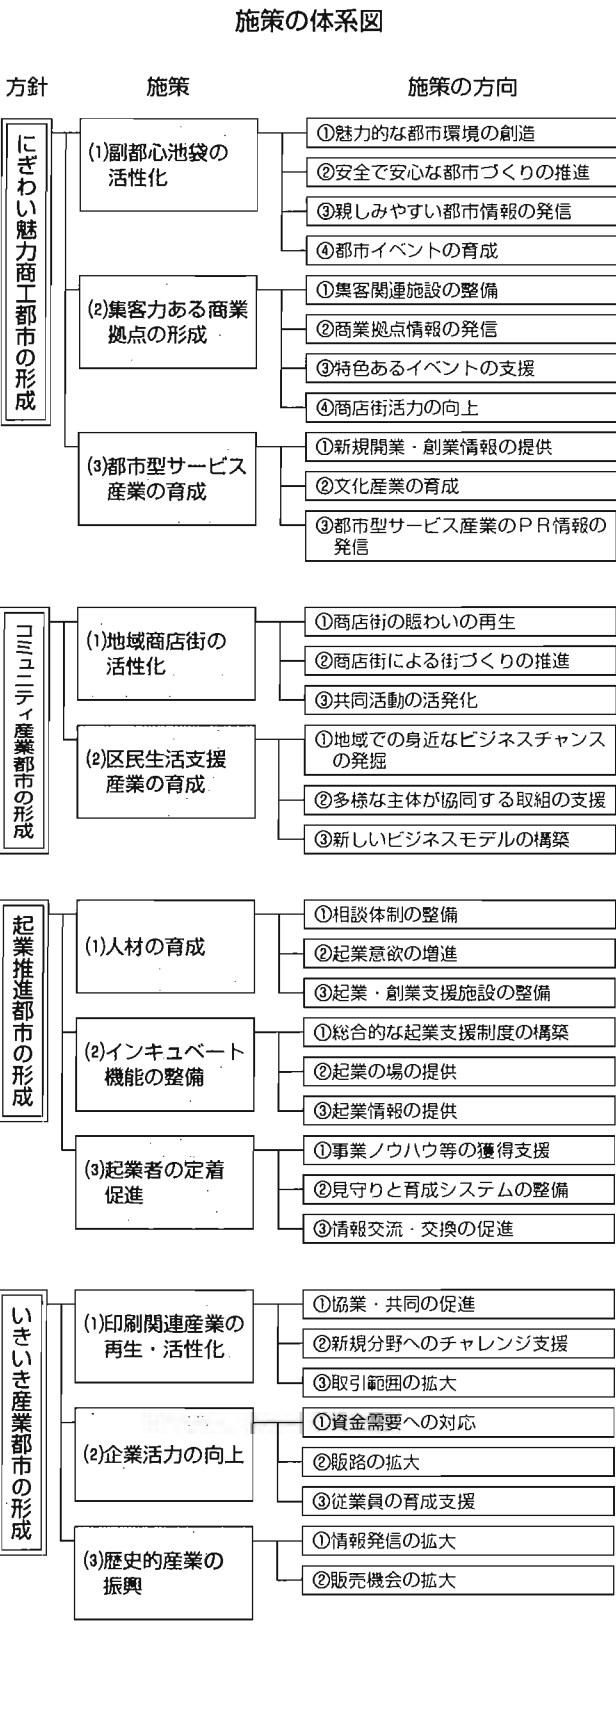 施策の体系図
方針
施策
施策の方向
にぎわい魅力商工都市の形成
(1)副都心池袋の
活性化
①魅力的な都市環境の創造
②安全で安心な都市づくりの推進
③親しみやすい都市情報の発信
④都市イベントの育成
(2)集客力ある商業
拠点の形成
①集客関連施設の整備
②商業拠点情報の発信
③特色あるイベントの支援
④商店街活力の向上
(3)都市型サービス
産業の育成
①新規開業・創業情報の提供
②文化産業の育成
③都市型サービス産業のPR情報の
発信
コミュニティ産業都市の形成
(1)地域商店街の
活性化
①商店街の賑わいの再生
②商店街による街づくりの推進
③共同活動の活発化
(2)区民生活支援
産業の育成
①地域での身近なビジネスチャンス
の発掘
②多様な主体が協同する取組の支援
③新しいビジネスモデルの構築
起業推進都市の形成
(1)人材の育成
①相談体制の整備
②起業意欲の増進
③起業・創業支援施設の整備
(2)インキュベート
機能の整備
①総合的な起業支援制度の構築
②起業の場の提供
③起業情報の提供
(3)起業者の定着
促進
①事業ノウハウ等の獲得支援
②見守りと育成システムの整備
③情報交流・交換の促進
いきいき産業都市の形成
(1)印刷関連産業の
再生・活性化
①協業・共同の促進
②新規分野へのチャレンジ支援
③取引範囲の拡大
(2)企業活力の向上
①資金需要への対応
②販路の拡大
③従業員の育成支援
(3)歴史的産業の
振興
①情報発信の拡大
②販売機会の拡大